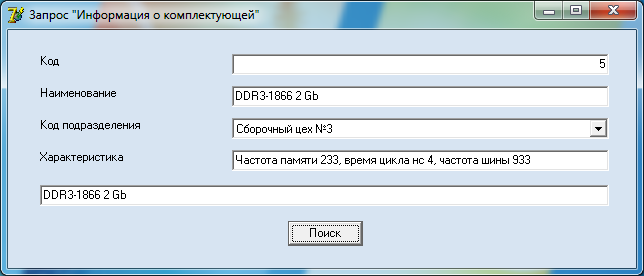 Запрос "Информация о комплектующей"
Код
5
Наименование
DDR3-1866 2 Gb
Код подразделения
Сборочный цех №3
Характеристика
Частота памяти 233, время цикла нс 4, частота шины 933
DDR3-1866 2 Gb
Поиск